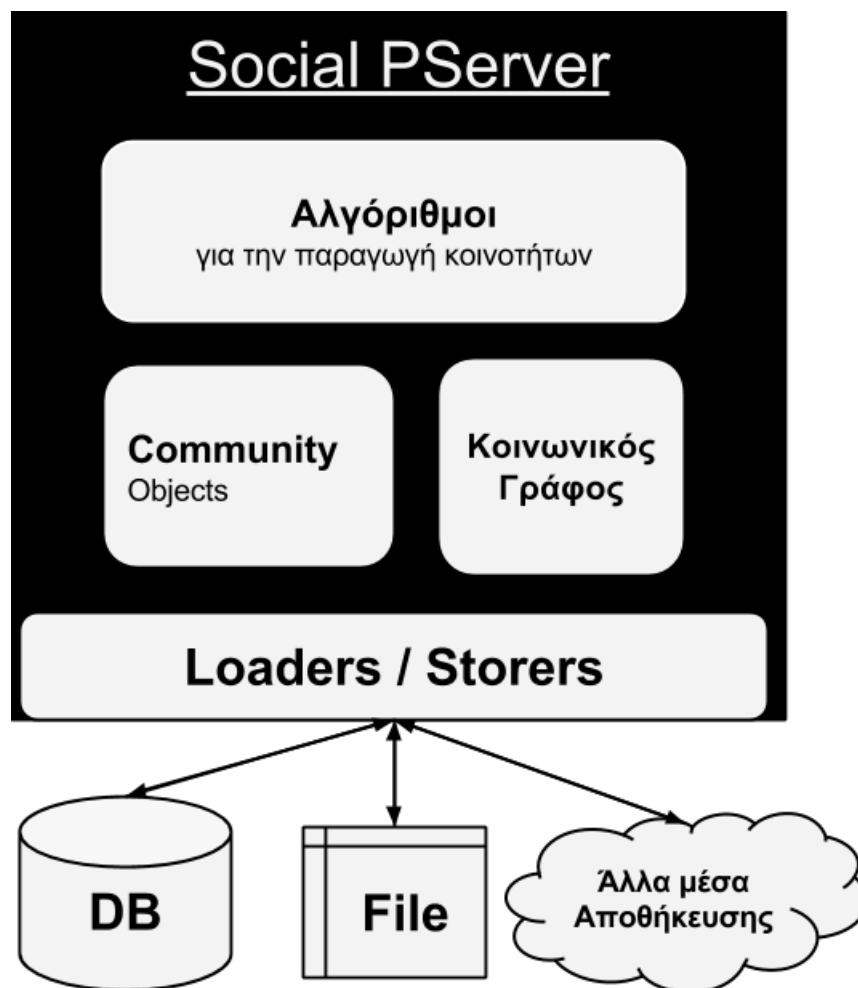 Social PServer
Αλγόριθμοι
για την παραγωγή κοινοτήτων
Community
Objects
Κοινωνικός
Γράφος
Loaders / Storers
DB
File
Άλλα μέσα
Αποθήκευσης